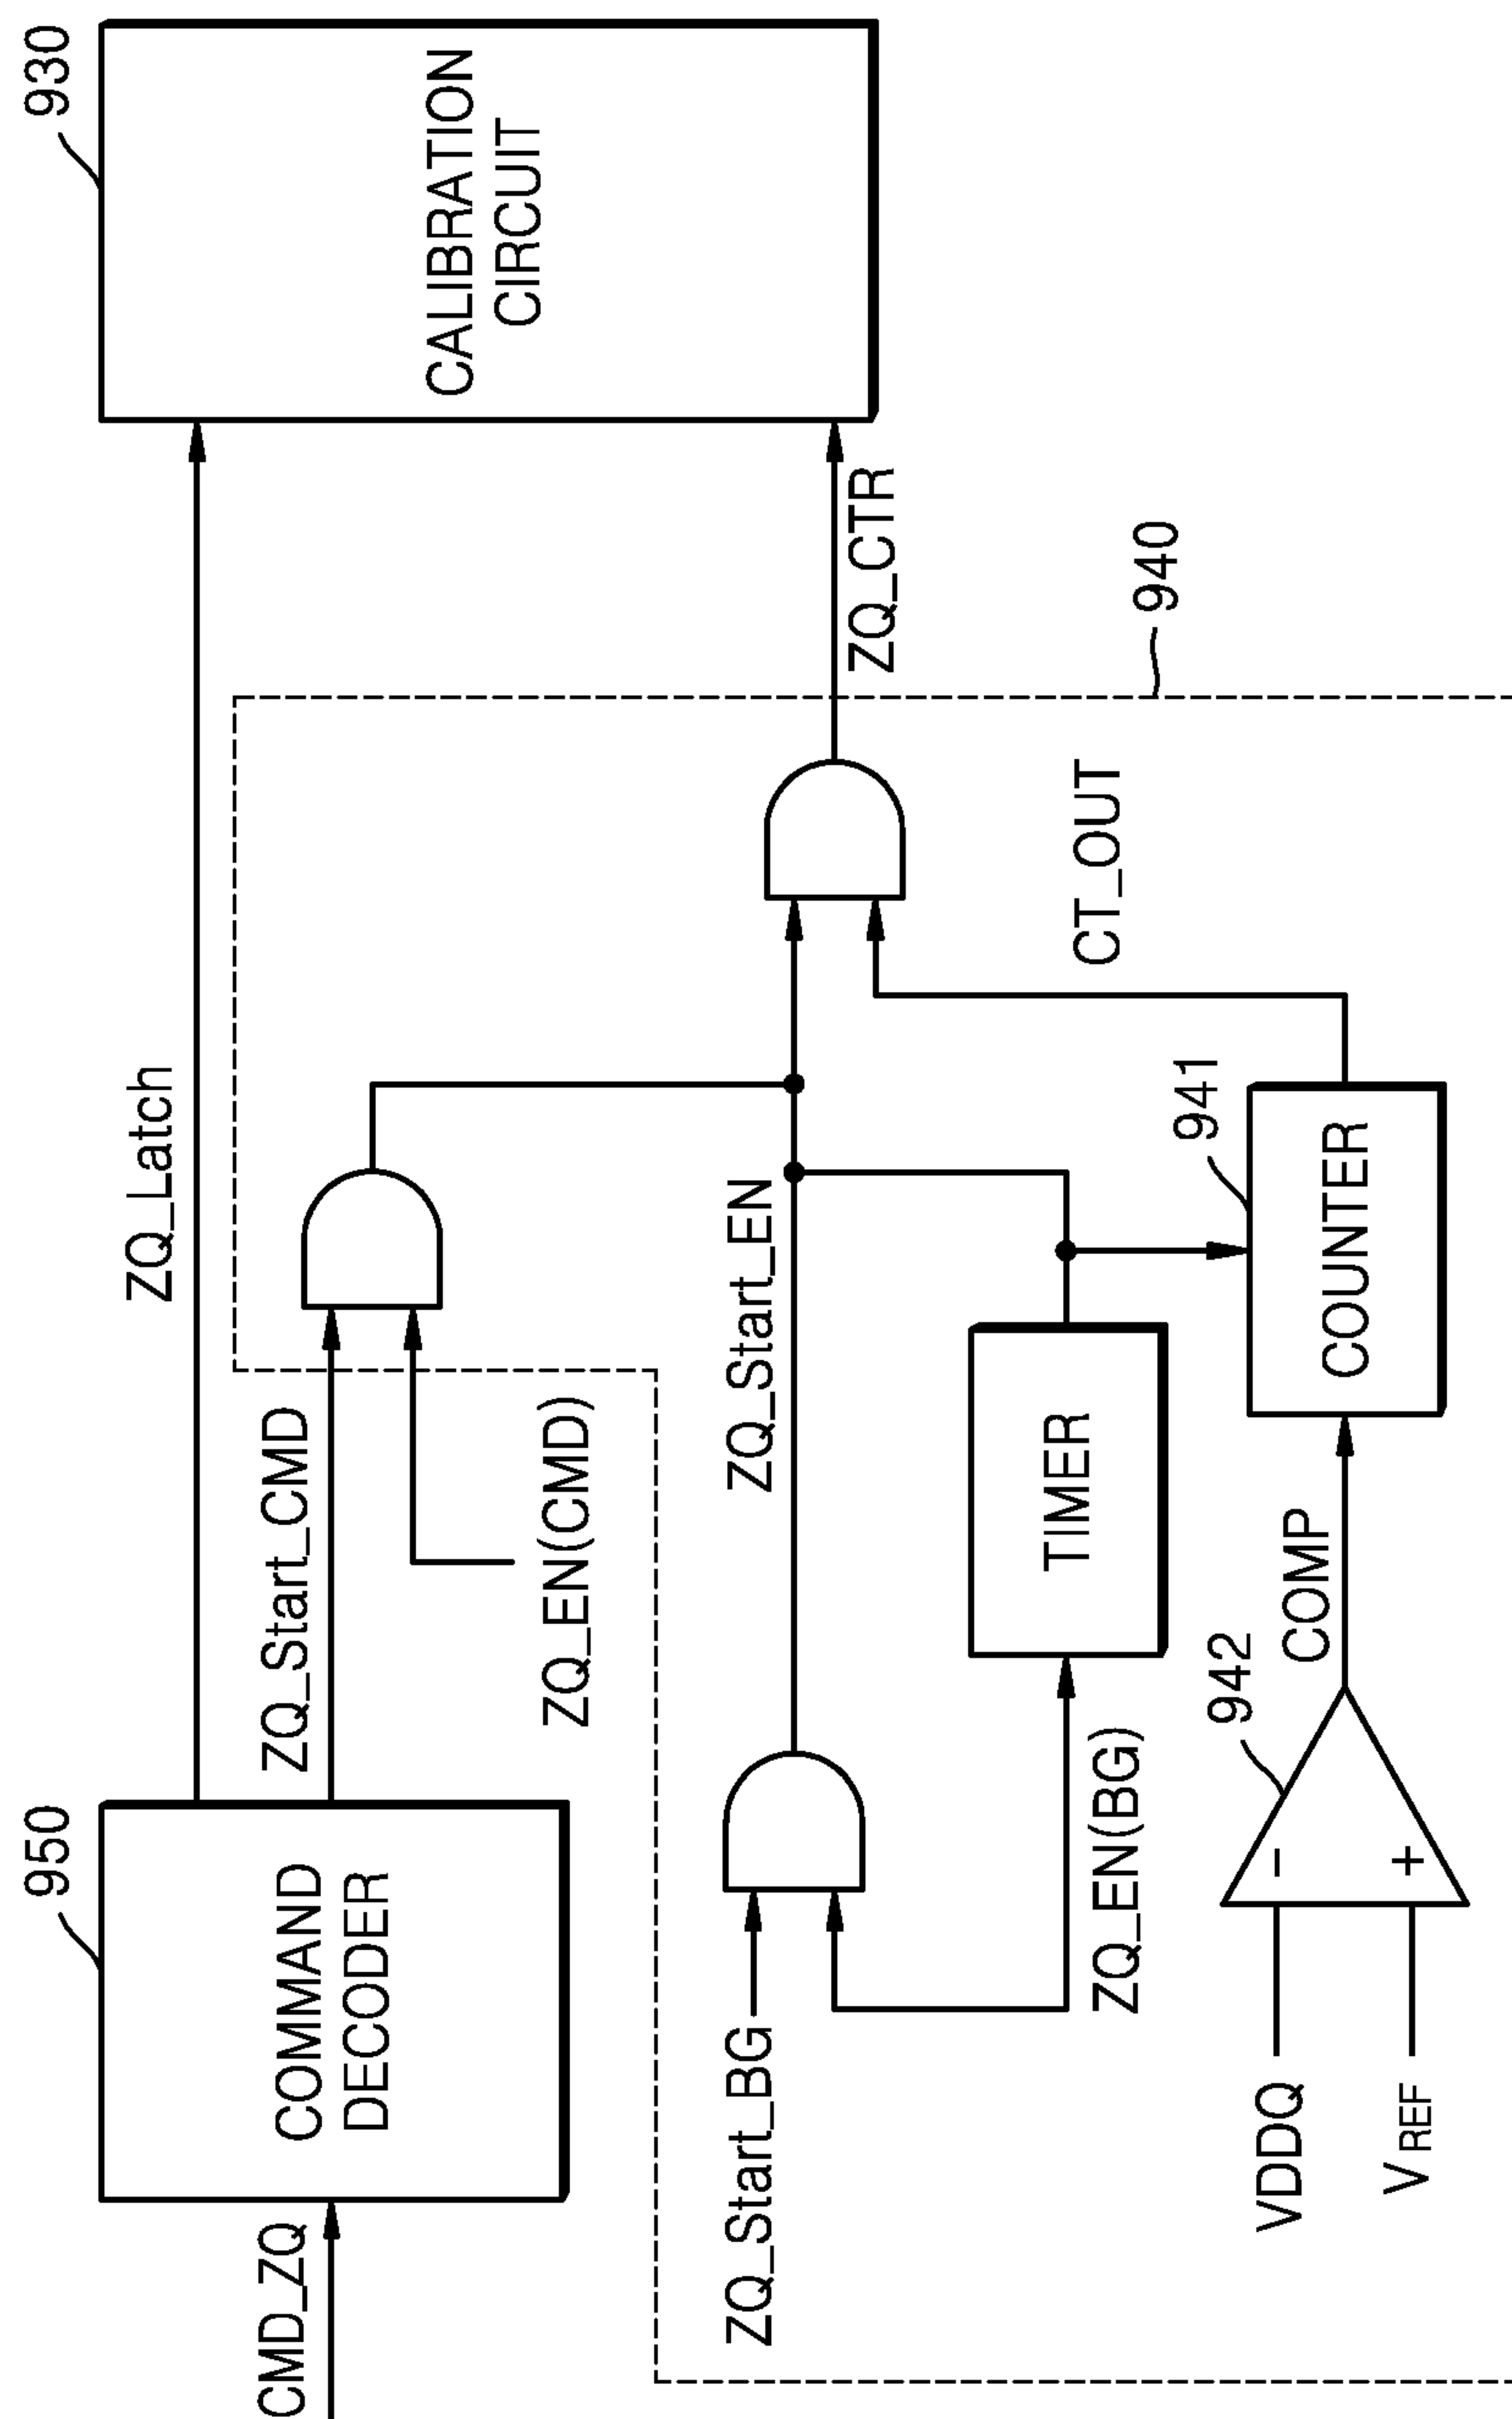 950
930
CMD_ZQ
COMMAND
DECODER
ZQ_Latch
ZQ_Start_CMD
ZQ_EN(CMD)
CALIBRATION
CIRCUIT
ZQ_Start_BG
ZQ_Start_EN
ZQ_CTR
TIMER
ZQ_EN(BG)
CT_OUT
940
942
941
VDDQ
VREF
−
+
COMP
COUNTER